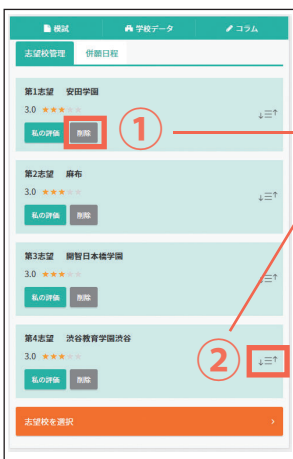 模試 学校データ コラム
志望校管理 併願日程
第1志望 安田学園
3.0 ★★★★★
私の評価 削除
①
第2志望 麻布
3.0 ★★★★★
私の評価 削除
第3志望 開智日本橋学園
3.0 ★★★★★
私の評価 削除
第4志望 渋谷教育学園渋谷
3.0 ★★★★★
私の評価 削除
②
志望校を選択 ›